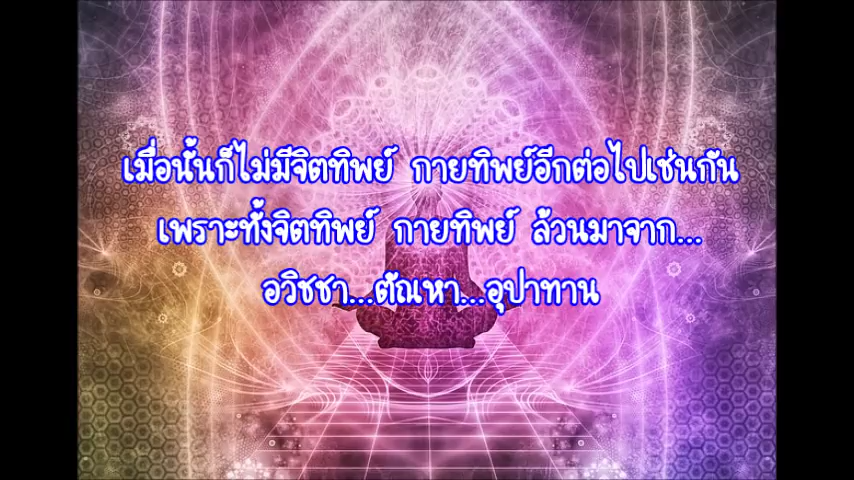 เมื่อนั้นก็ไม่มีจิตทิพย์ กายทิพย์อีกต่อไปเช่นกัน
เพราะทั้งจิตทิพย์ กายทิพย์ ล้วนมาจาก...
อวิชชา...ตัณหา...อุปาทาน